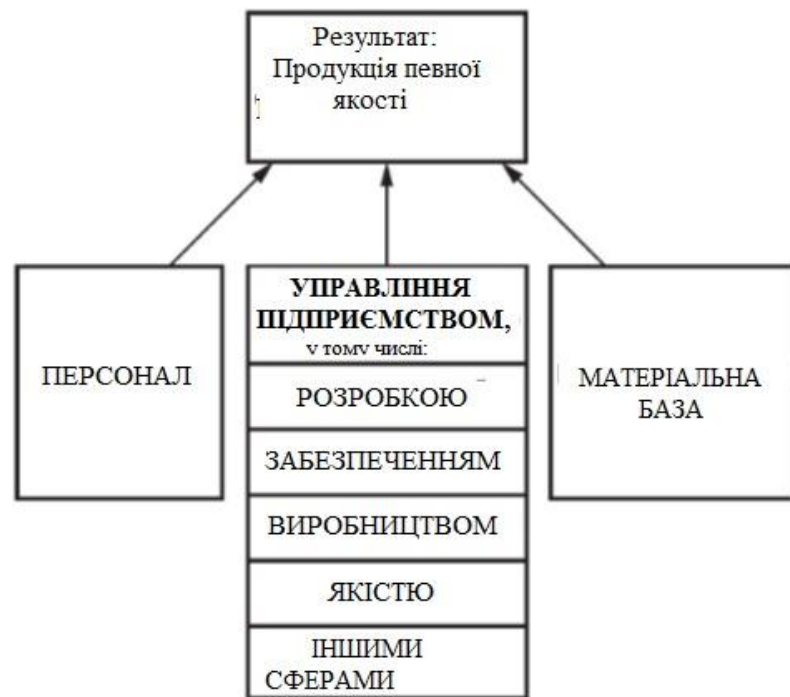 Результат:
Продукція певної
якості
ПЕРСОНАЛ
УПРАВЛІННЯ
ПІДПРИЄМСТВОМ,
у тому числі:
РОЗРОБКОЮ
ЗАБЕЗПЕЧЕННЯМ
ВИРОБНИЦТВОМ
ЯКІСТЮ
ІНШИМИ
СФЕРАМИ
МАТЕРІАЛЬНА
БАЗА